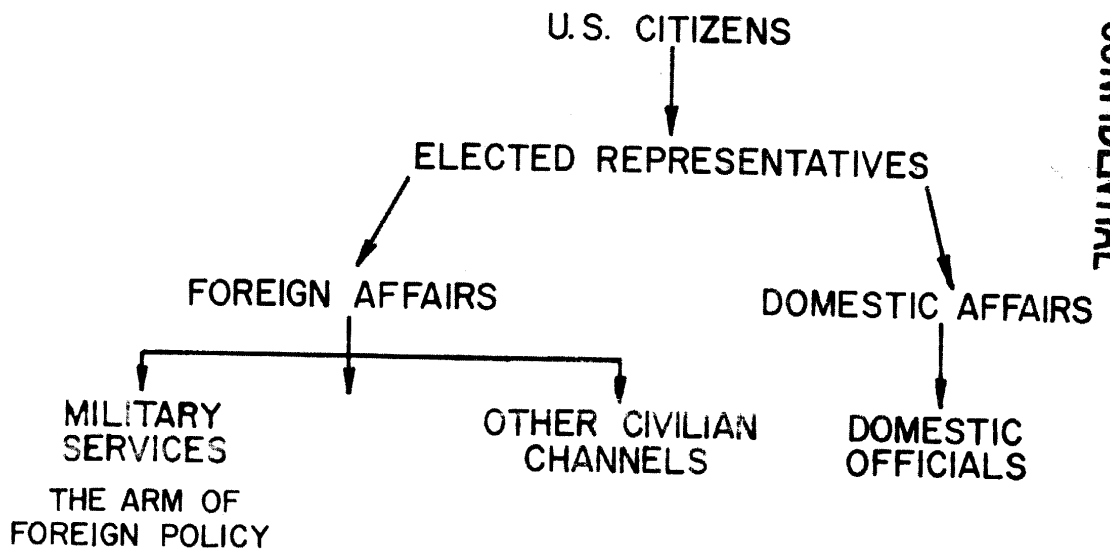 U.S. CITIZENS
CONFIDENTIAL
ELECTED REPRESENTATIVES
FOREIGN AFFAIRS
DOMESTIC AFFAIRS
MILITARY
SERVICES
OTHER CIVILIAN
CHANNELS
DOMESTIC
OFFICIALS
THE ARM OF
FOREIGN POLICY